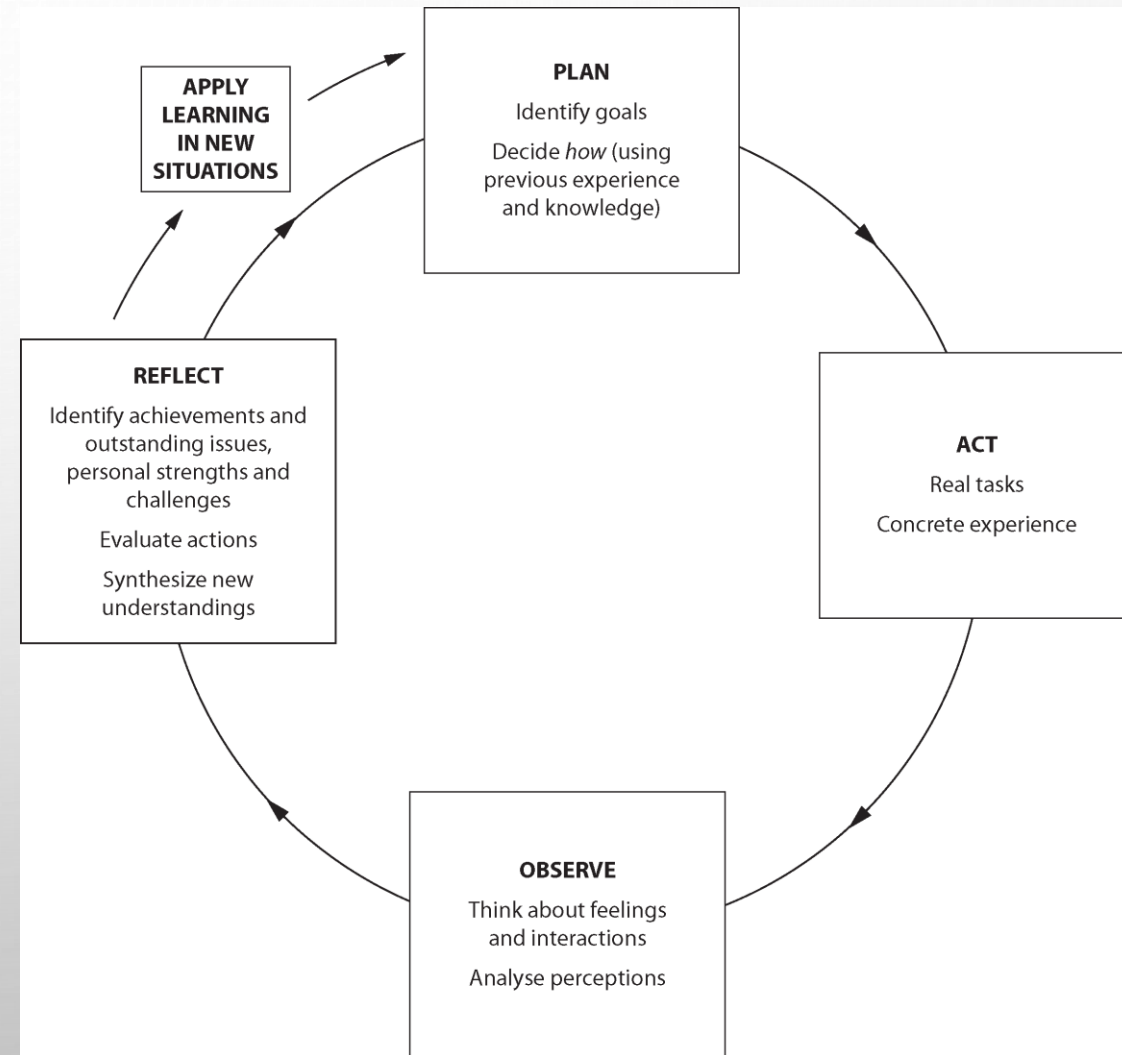 APPLY
LEARNING
IN NEW
SITUATIONS
PLAN
Identify goals
Decide how (using
previous experience
and knowledge)
REFLECT
Identify achievements and
outstanding issues,
personal strengths and
challenges
Evaluate actions
Synthesize new
understandings
ACT
Real tasks
Concrete experience
OBSERVE
Think about feelings
and interactions
Analyse perceptions